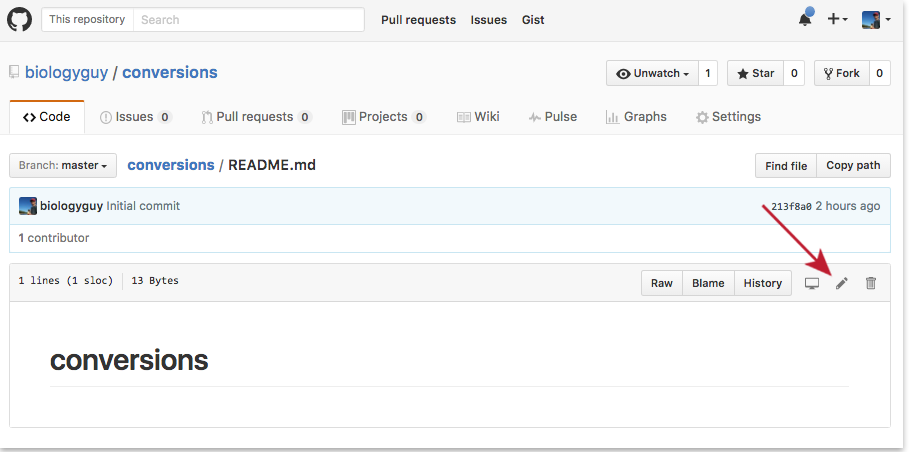 This repository Search Pull requests Issues Gist
biologyguy / conversions Unwatch 1 Star 0 Fork 0
Code Issues 0 Pull requests 0 Projects 0 Wiki Pulse Graphs Settings
Branch: master conversions / README.md Find file Copy path
biologyguy Initial commit 213f8a0 2 hours ago
1 contributor
1 lines (1 sloc) 13 Bytes Raw Blame History
conversions